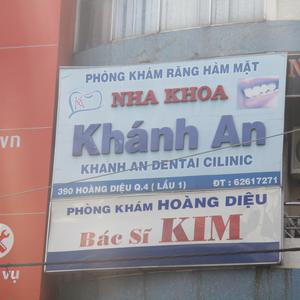 PHÒNG KHÁM RĂNG HÀM MẶT
NHA KHOA
Khánh An
KHANH AN DENTAI CILINIC
390 HOÀNG DIỆU Q.4 ( LẦU 1) ĐT : 62617271
PHÒNG KHÁM HOÀNG DIỆU
Bác Sĩ KIM
vn
vụ